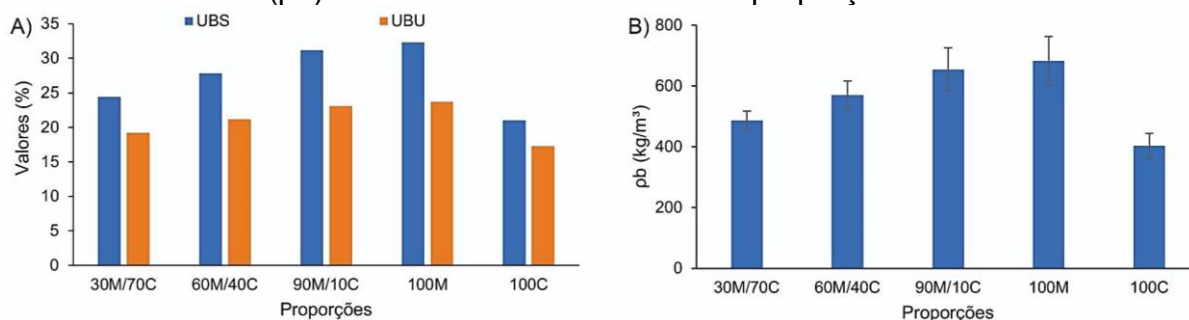 A)
UBS UBU
Valores (%)
35
30
25
20
15
10
5
0
30M/70C 60M/40C 90M/10C 100M 100C
Proporções
B)
ρb (kg/m³)
800
600
400
200
0
30M/70C 60M/40C 90M/10C 100M 100C
Proporções